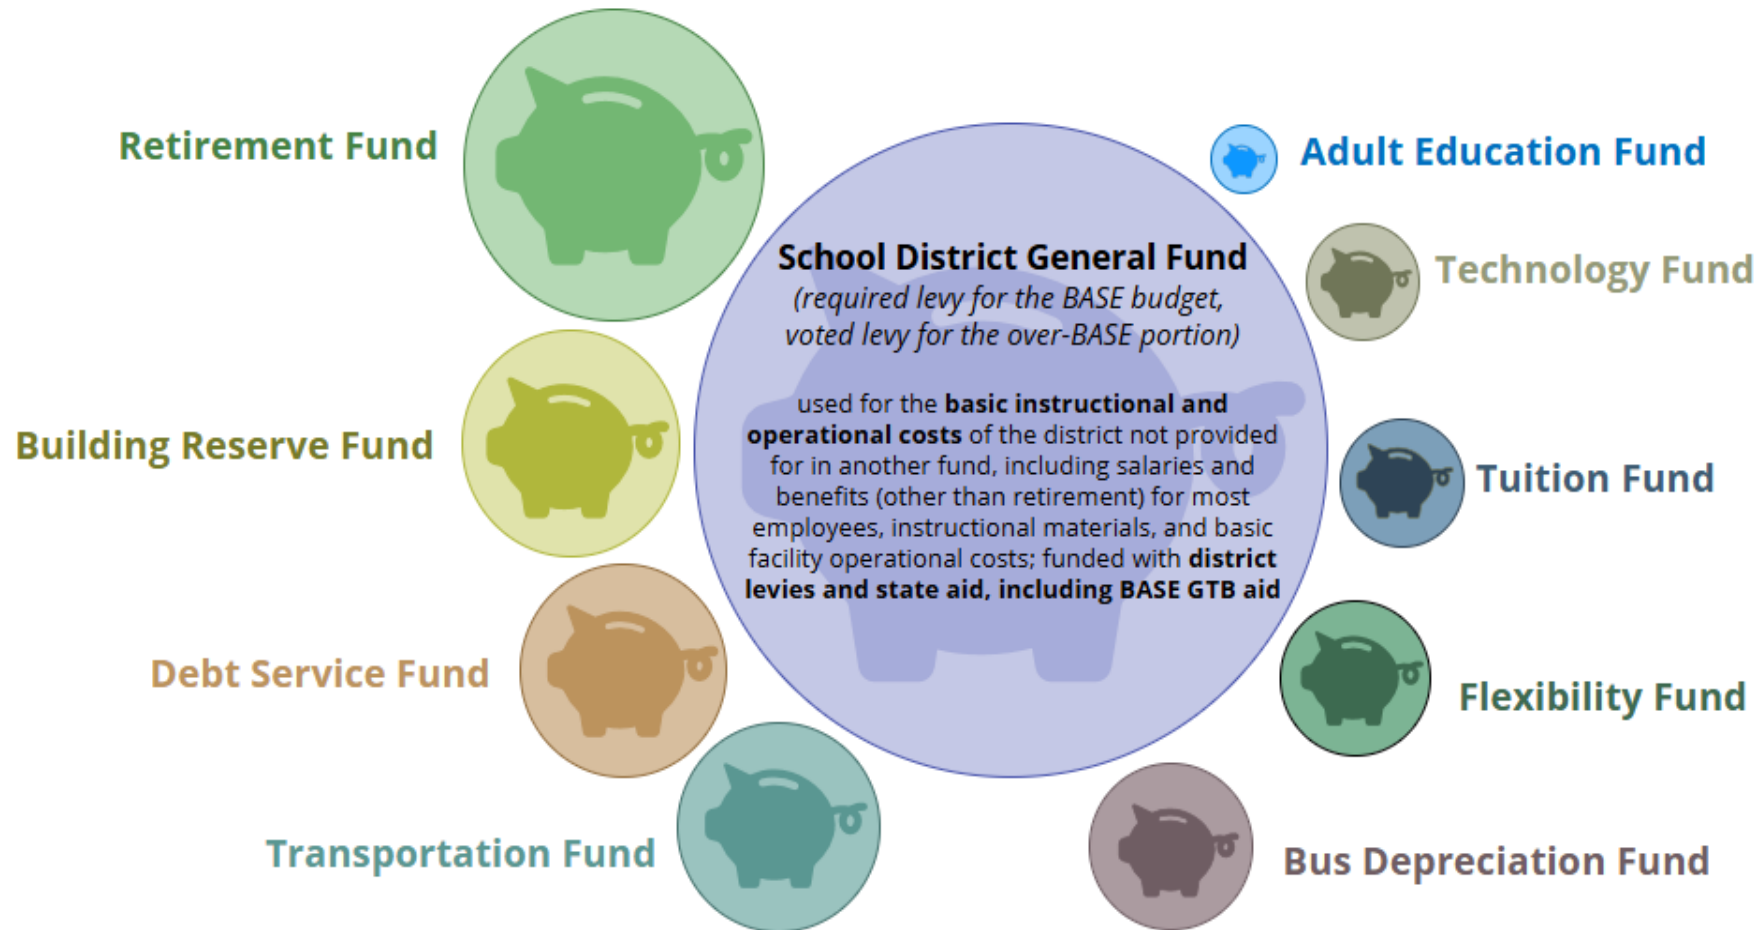 Retirement Fund
Building Reserve Fund
Debt Service Fund
Transportation Fund
School District General Fund
(required levy for the BASE budget,
voted levy for the over-BASE portion)
used for the basic instructional and
operational costs of the district not provided
for in another fund, including salaries and
benefits (other than retirement) for most
employees, instructional materials, and basic
facility operational costs; funded with district
levies and state aid, including BASE GTB aid
Adult Education Fund
Technology Fund
Tuition Fund
Flexibility Fund
Bus Depreciation Fund